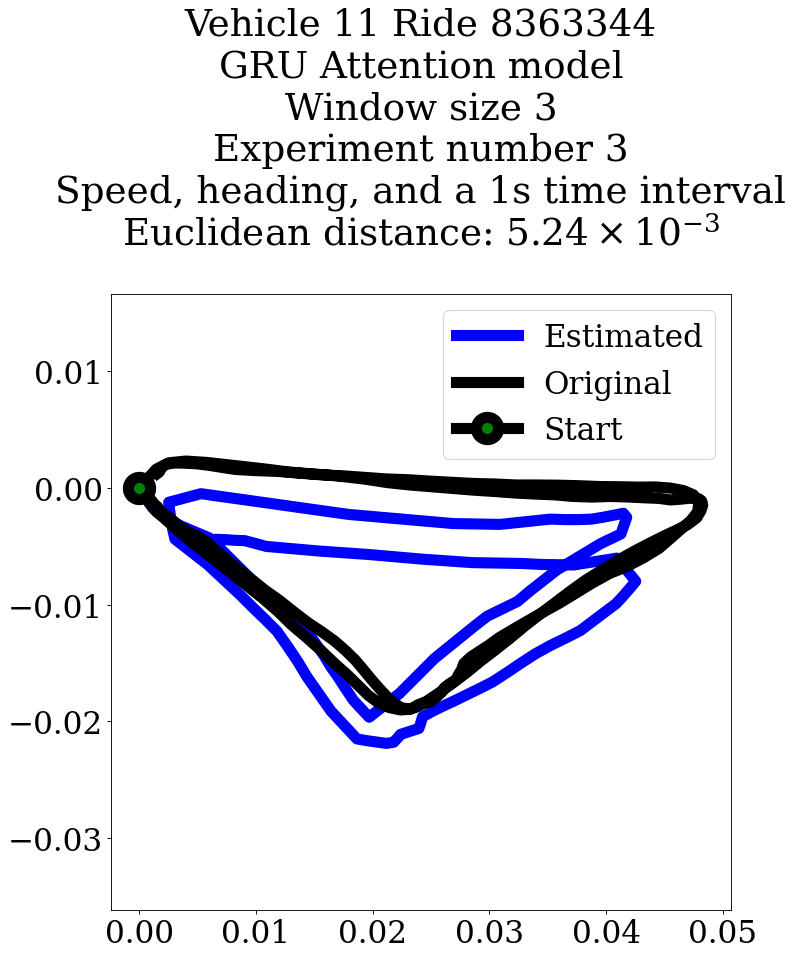 Vehicle 11 Ride 8363344
GRU Attention model
Window size 3
Experiment number 3
Speed, heading, and a 1s time interval
Euclidean distance: 5.24 × 10⁻³
Estimated
Original
Start
0.01
0.00
−0.01
−0.02
−0.03
0.00 0.01 0.02 0.03 0.04 0.05